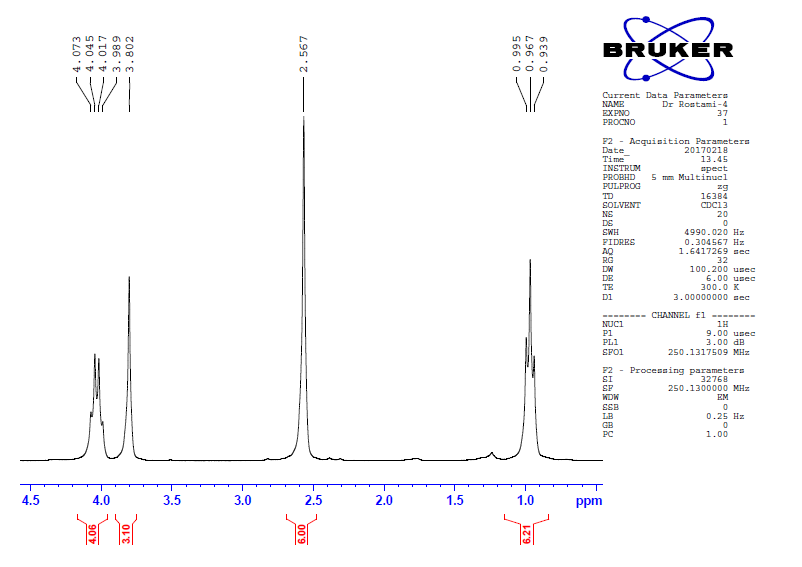 4.073
4.045
4.017
3.989
3.802
2.567
0.995
0.967
0.939
BRUKER
Current Data Parameters
NAME Dr Rostami-4
EXPNO 37
PROCNO 1
F2 - Acquisition Parameters
Date_ 20170218
Time 13.45
INSTRUM spect
PROBHD 5 mm Multinucl
PULPROG zg
TD 16384
SOLVENT CDCl3
NS 20
DS 0
SWH 4990.020 Hz
FIDRES 0.304567 Hz
AQ 1.6417269 sec
RG 32
DW 100.200 usec
DE 6.00 usec
TE 300.0 K
D1 3.00000000 sec
======== CHANNEL f1 ========
NUC1 1H
P1 9.00 usec
PL1 3.00 dB
SFO1 250.1317509 MHz
F2 - Processing parameters
SI 32768
SF 250.1300000 MHz
WDW EM
SSB 0
LB 0.25 Hz
GB 0
PC 1.00
4.5 4.0 3.5 3.0 2.5 2.0 1.5 1.0 ppm
4.06
3.10
6.00
6.21